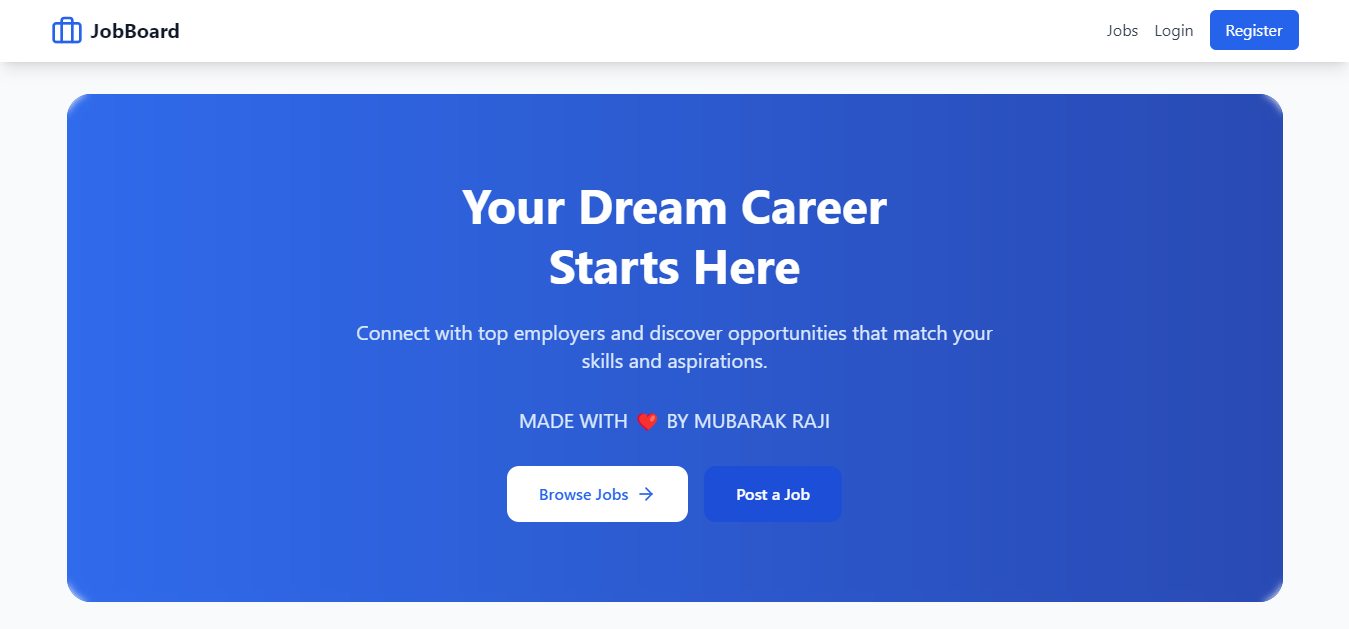 JobBoard
Jobs
Login
Register
Your Dream Career
Starts Here
Connect with top employers and discover opportunities that match your
skills and aspirations.
MADE WITH ❤️ BY MUBARAK RAJI
Browse Jobs →
Post a Job